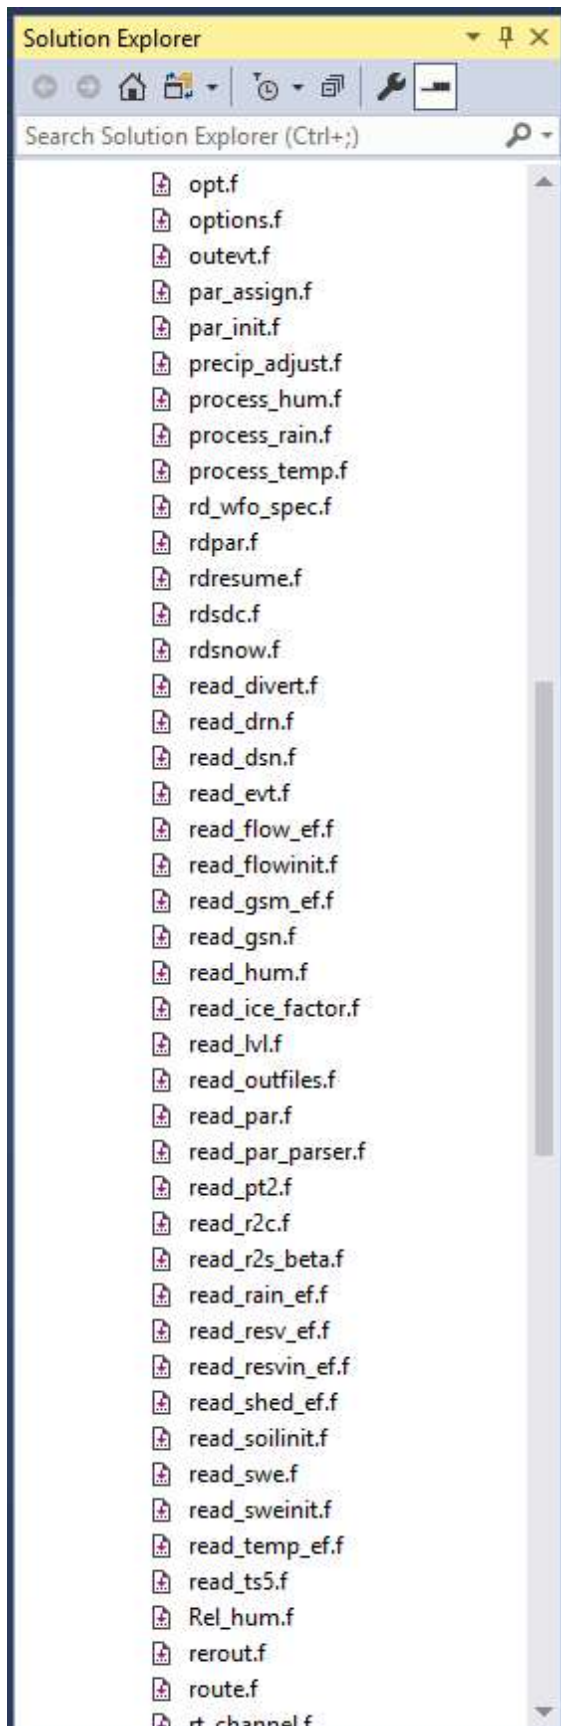 Solution Explorer
Search Solution Explorer (Ctrl+;)
opt.f
options.f
outevt.f
par_assign.f
par_init.f
precip_adjust.f
process_hum.f
process_rain.f
process_temp.f
rd_wfo_spec.f
rdpar.f
rdresume.f
rdsdc.f
rdsnow.f
read_divert.f
read_drn.f
read_dsn.f
read_evt.f
read_flow_ef.f
read_flowinit.f
read_gsm_ef.f
read_gsn.f
read_hum.f
read_ice_factor.f
read_lvl.f
read_outfiles.f
read_par.f
read_par_parser.f
read_pt2.f
read_r2c.f
read_r2s_beta.f
read_rain_ef.f
read_resv_ef.f
read_resvin_ef.f
read_shed_ef.f
read_soilinit.f
read_swe.f
read_sweinit.f
read_temp_ef.f
read_ts5.f
Rel_hum.f
rerout.f
route.f
rt_channel.f